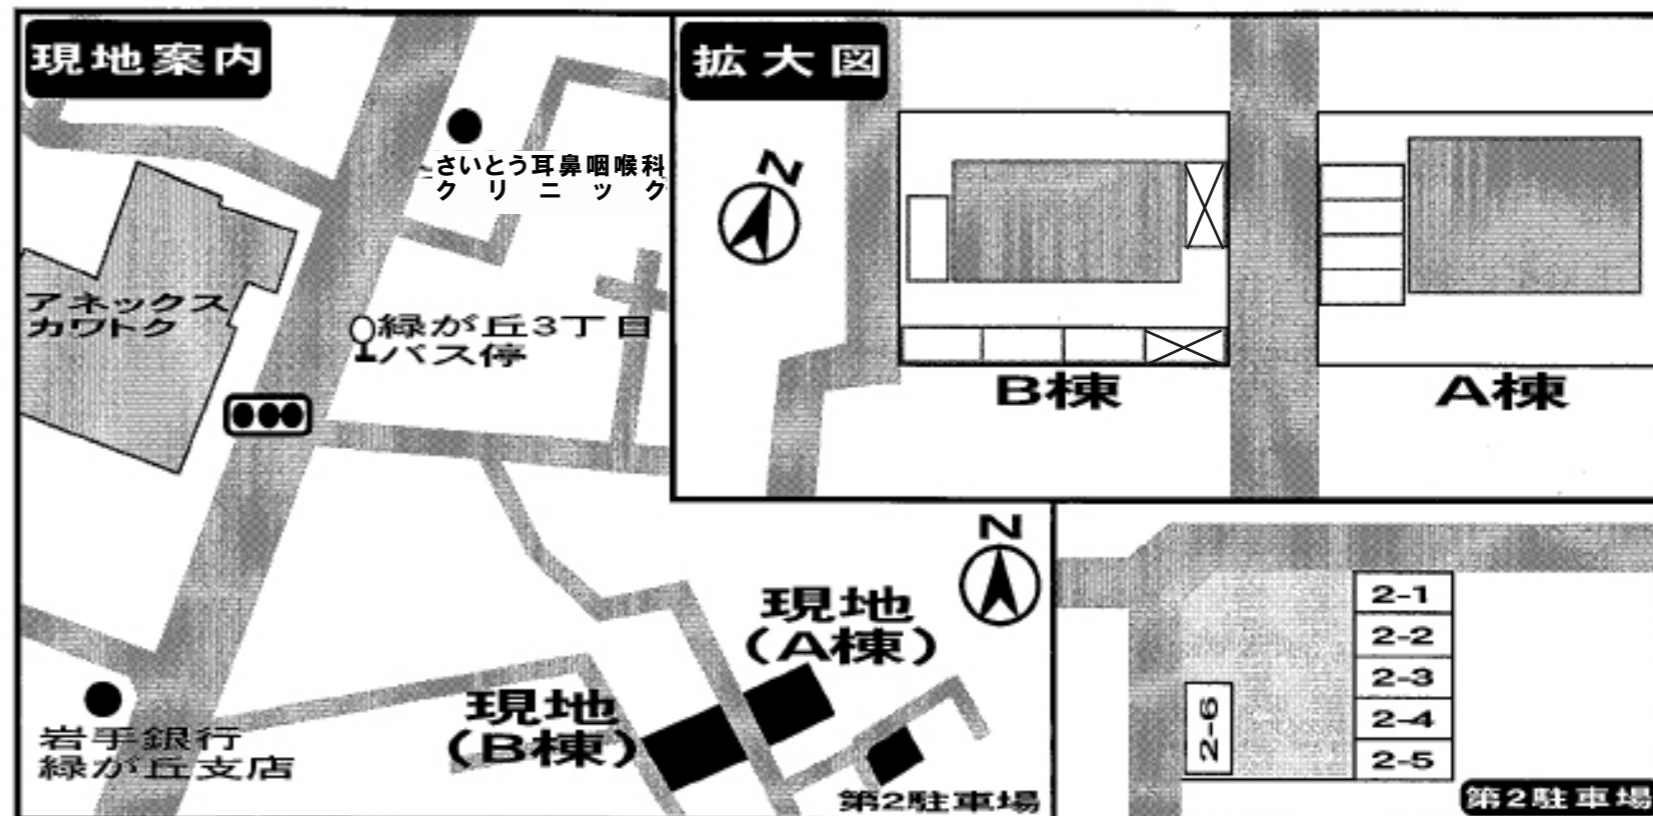 現地案内
さいとう耳鼻咽喉科
クリニック
アネックス
カワトク
緑が丘3丁目
バス停
N
現地
(A棟)
現地
(B棟)
岩手銀行
緑が丘支店
第2駐車場
拡大図
N
B棟
A棟
2-1
2-2
2-3
2-4
2-5
2-6
第2駐車場